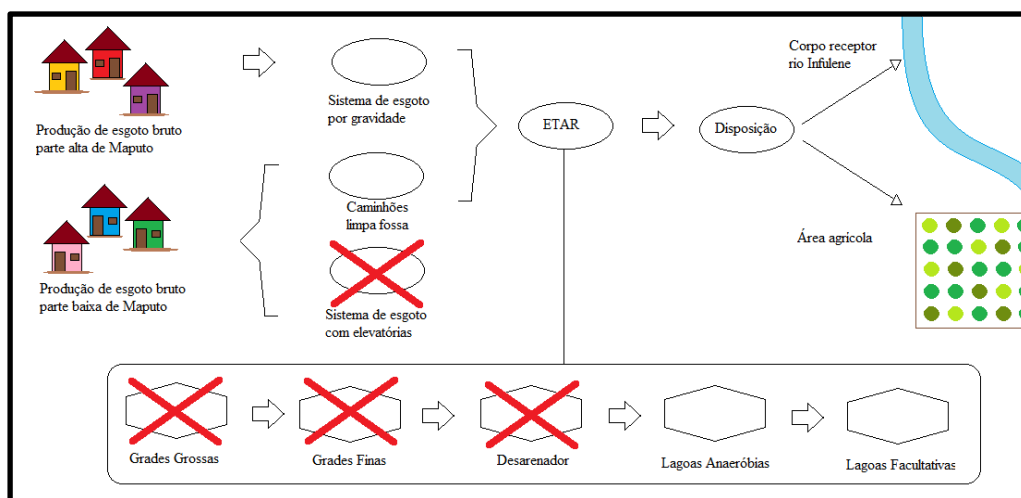 Produção de esgoto bruto
parte alta de Maputo
Sistema de esgoto
por gravidade
Produção de esgoto bruto
parte baixa de Maputo
Caminhões
limpa fossa
Sistema de esgoto
com elevatórias
ETAR
Disposição
Corpo receptor
rio Infulene
Área agrícola
Grades Grossas
Grades Finas
Desarenador
Lagoas Anaeróbias
Lagoas Facultativas